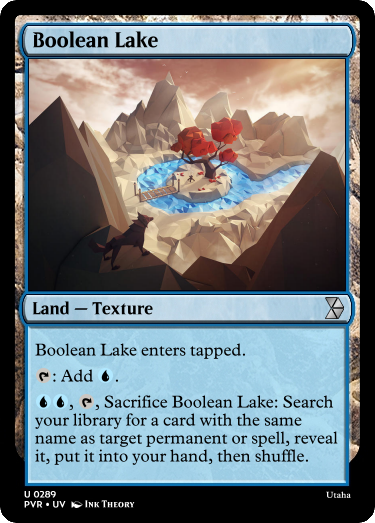 Boolean Lake
Land — Texture
Boolean Lake enters tapped.
: Add .
, , Sacrifice Boolean Lake: Search
your library for a card with the same
name as target permanent or spell, reveal
it, put it into your hand, then shuffle.
U 0289
PVR • UV Ink Theory
Utaha